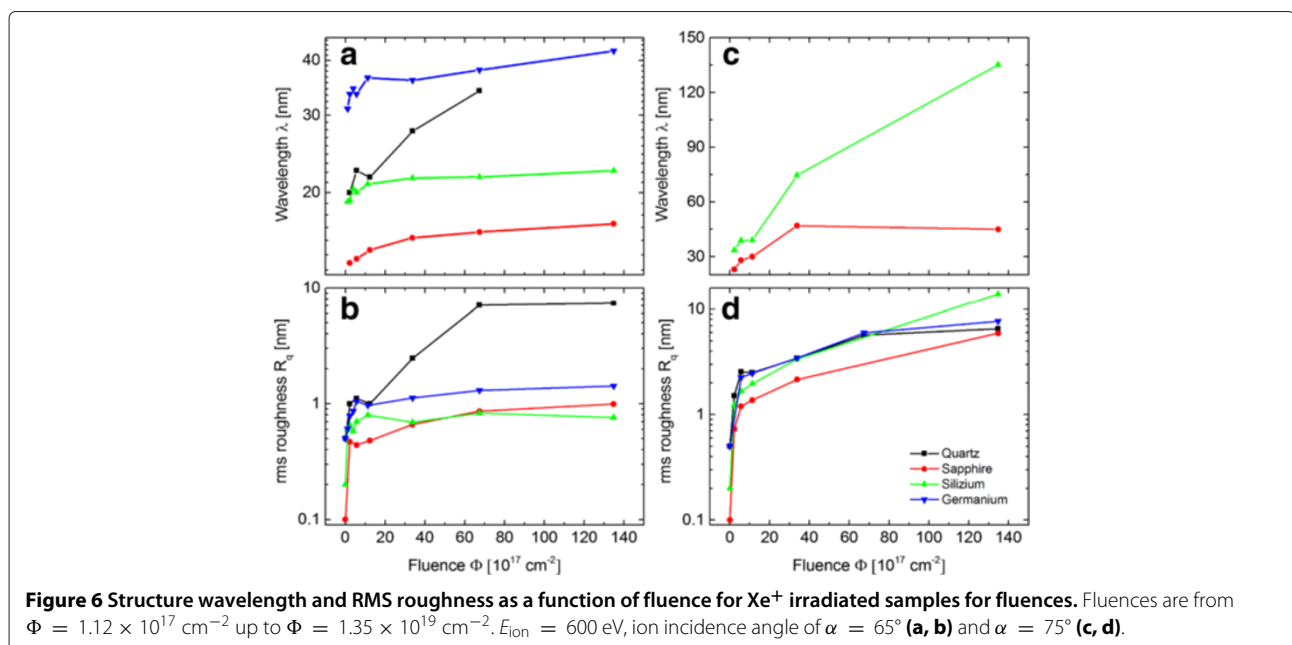 a
Wavelength λ [nm]
40
30
20
c
Wavelength λ [nm]
150
125
100
75
50
30
b
rms roughness R_q [nm]
10
1
0.1
0 20 40 60 80 100 120 140
Fluence Φ [10^17 cm^-2]
d
rms roughness R_q [nm]
10
1
0.1
Quartz
Sapphire
Silizium
Germanium
0 20 40 60 80 100 120 140
Fluence Φ [10^17 cm^-2]
Figure 6 Structure wavelength and RMS roughness as a function of fluence for Xe+ irradiated samples for fluences. Fluences are from
Φ = 1.12 × 10^17 cm^−2 up to Φ = 1.35 × 10^19 cm^−2. E_ion = 600 eV, ion incidence angle of α = 65° (a, b) and α = 75° (c, d).